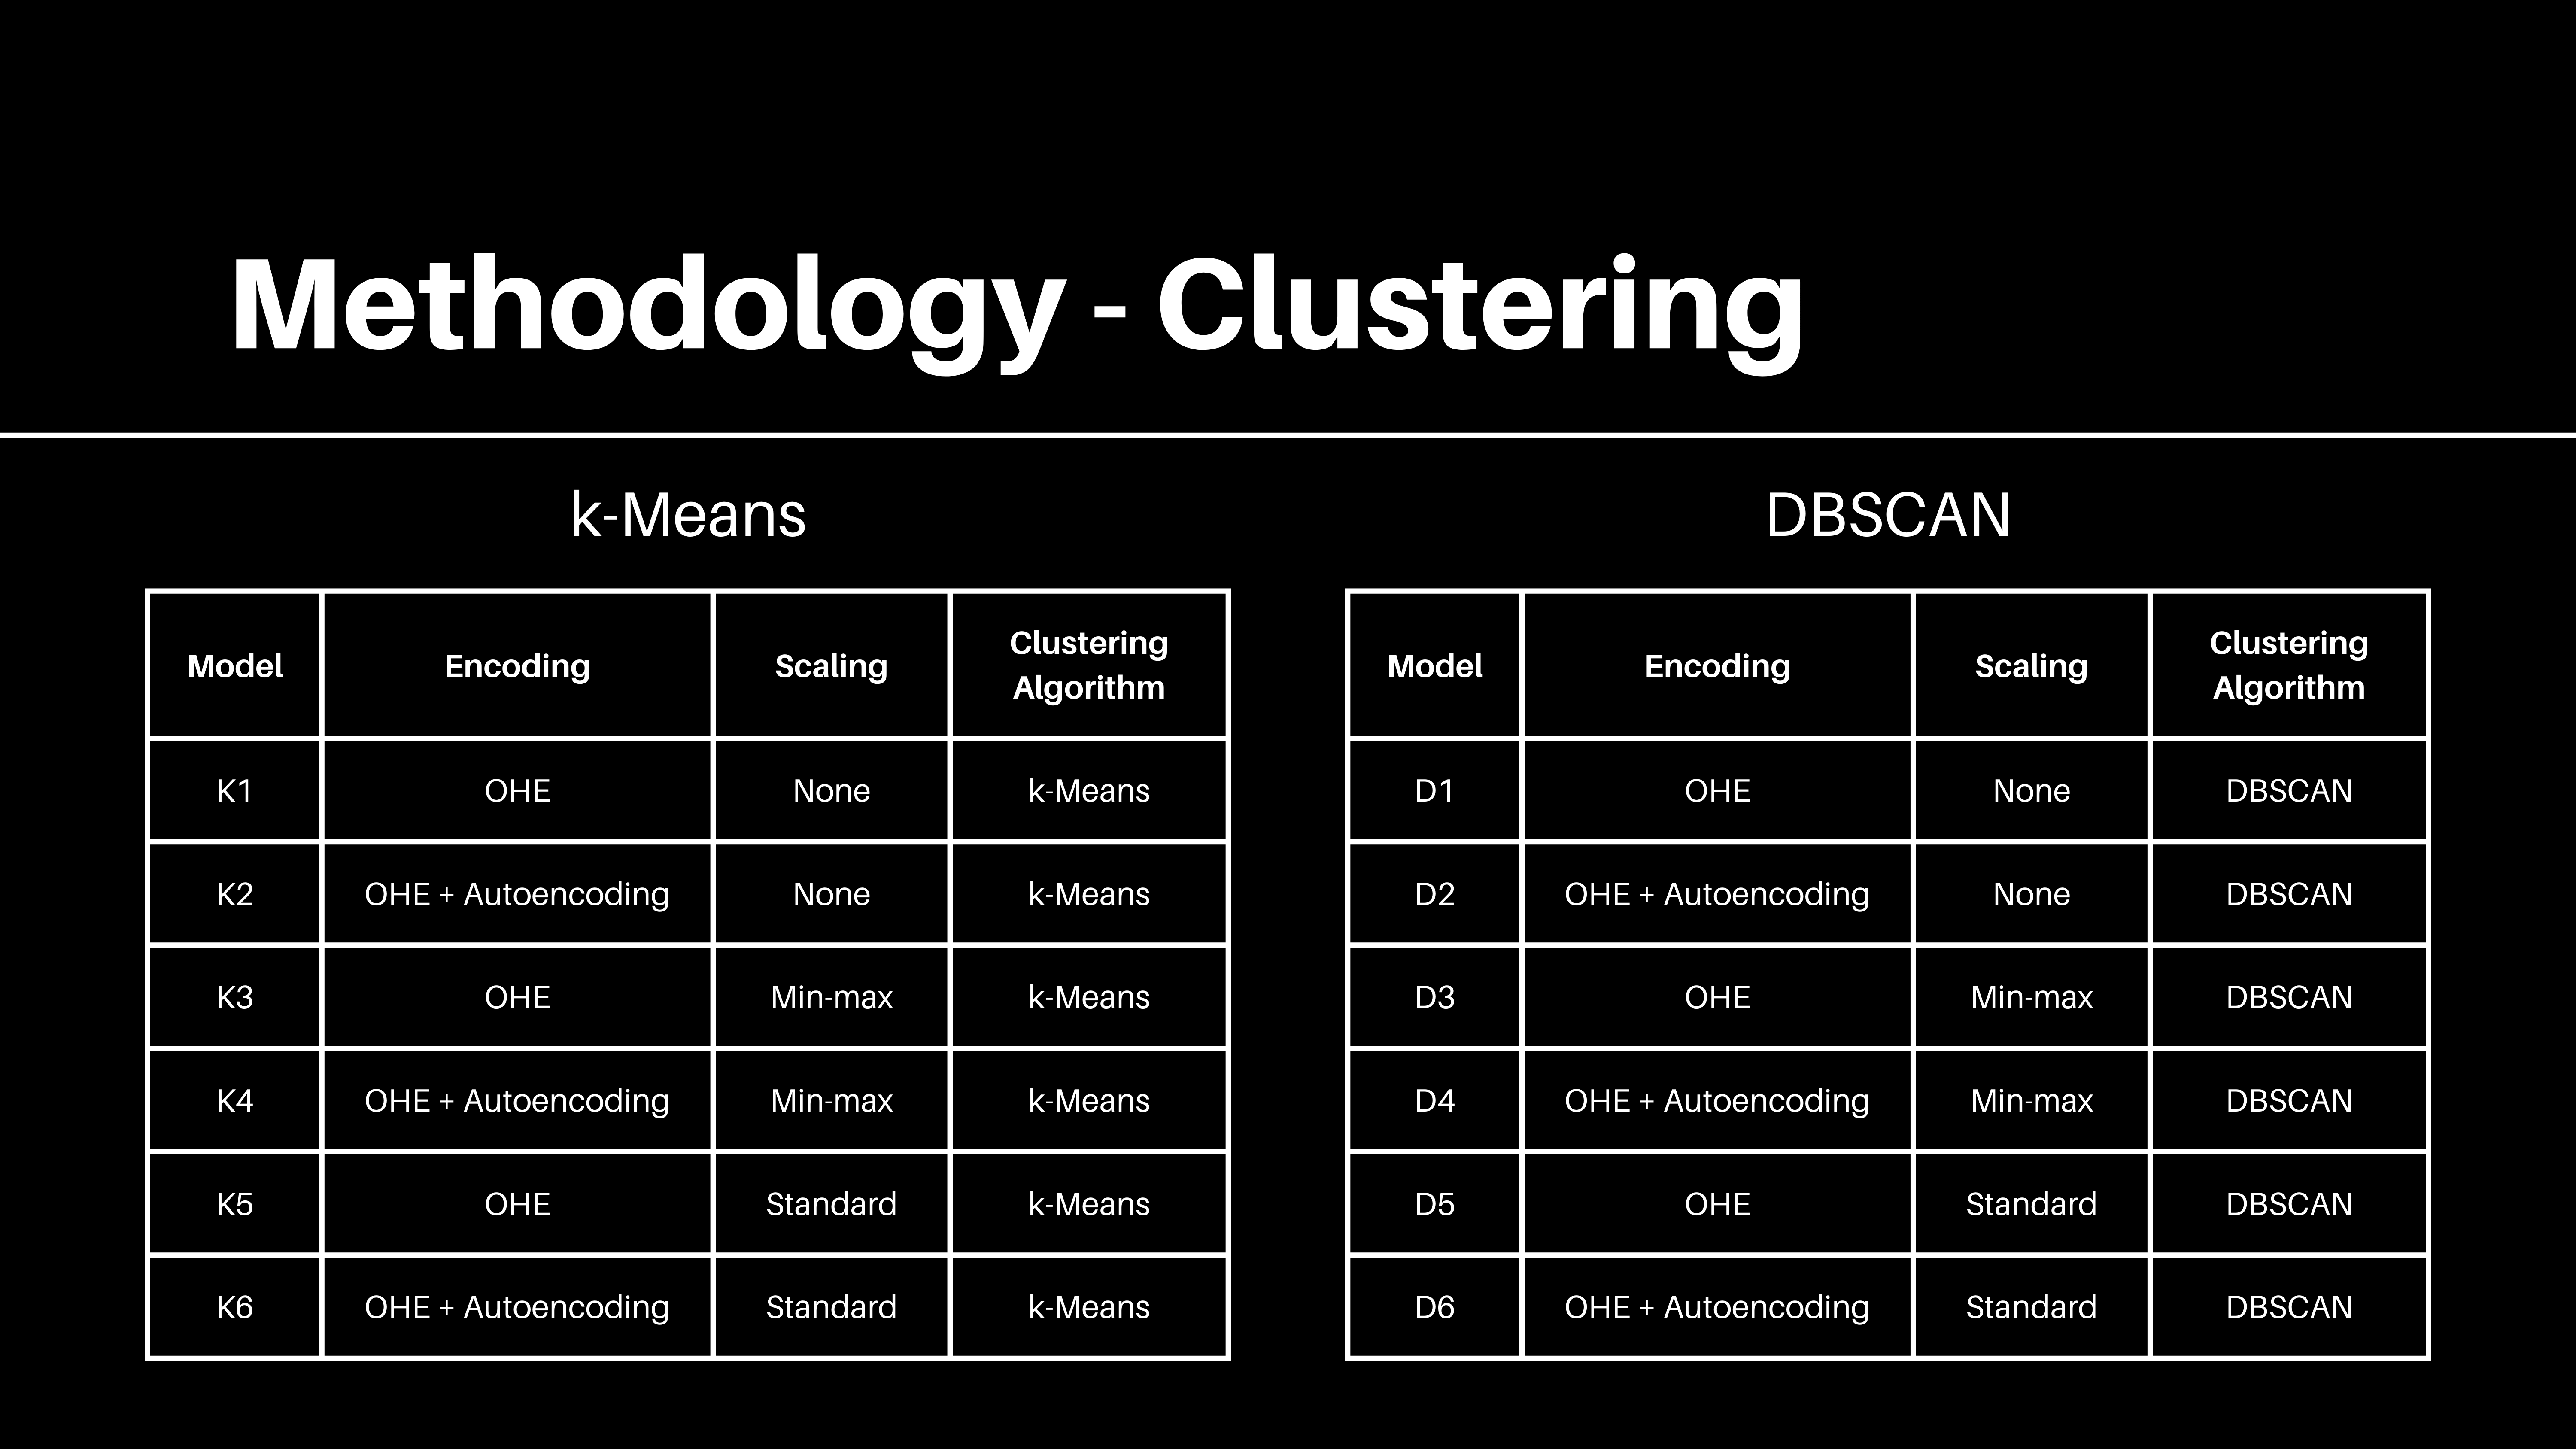 Methodology - Clustering
k-Means
Model Encoding Scaling Clustering Algorithm
K1 OHE None k-Means
K2 OHE + Autoencoding None k-Means
K3 OHE Min-max k-Means
K4 OHE + Autoencoding Min-max k-Means
K5 OHE Standard k-Means
K6 OHE + Autoencoding Standard k-Means
DBSCAN
Model Encoding Scaling Clustering Algorithm
D1 OHE None DBSCAN
D2 OHE + Autoencoding None DBSCAN
D3 OHE Min-max DBSCAN
D4 OHE + Autoencoding Min-max DBSCAN
D5 OHE Standard DBSCAN
D6 OHE + Autoencoding Standard DBSCAN